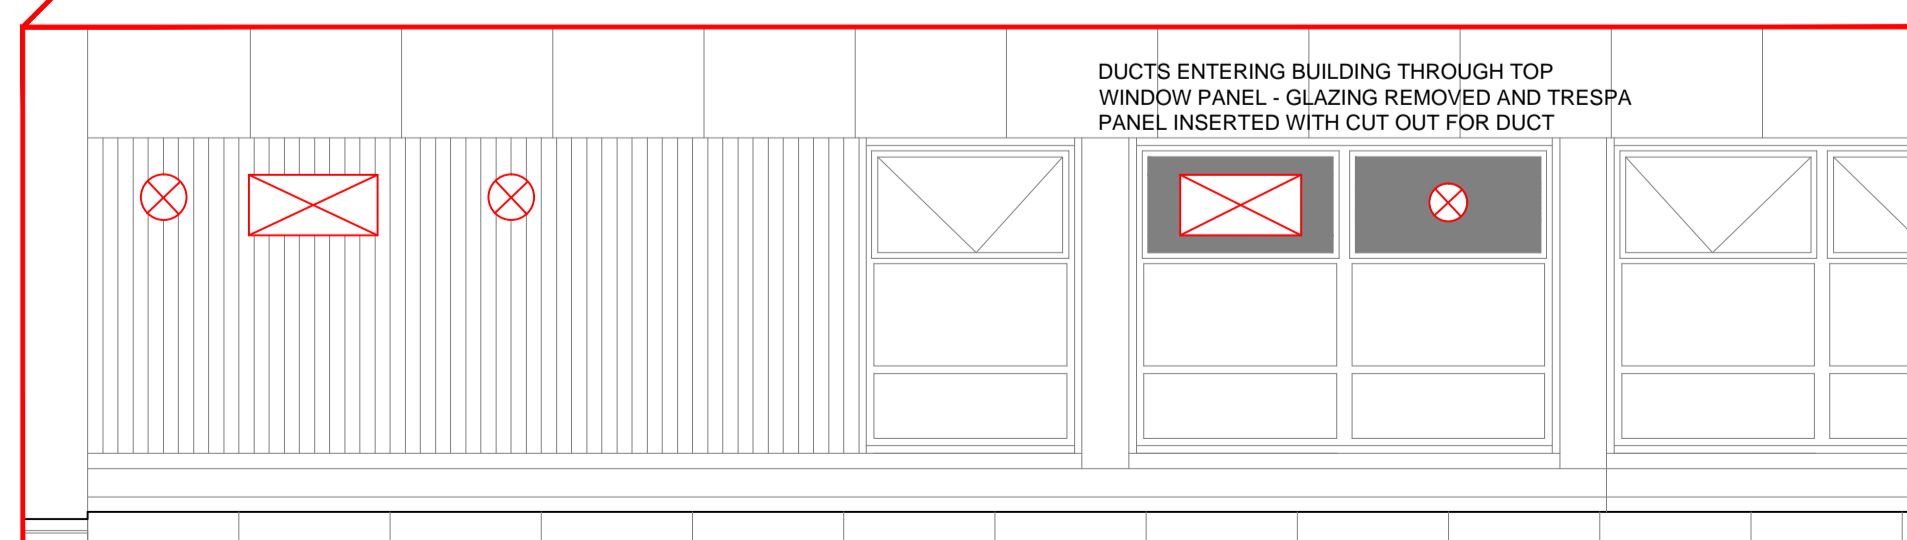 DUCTS ENTERING BUILDING THROUGH TOP
WINDOW PANEL - GLAZING REMOVED AND TRESPA
PANEL INSERTED WITH CUT OUT FOR DUCT